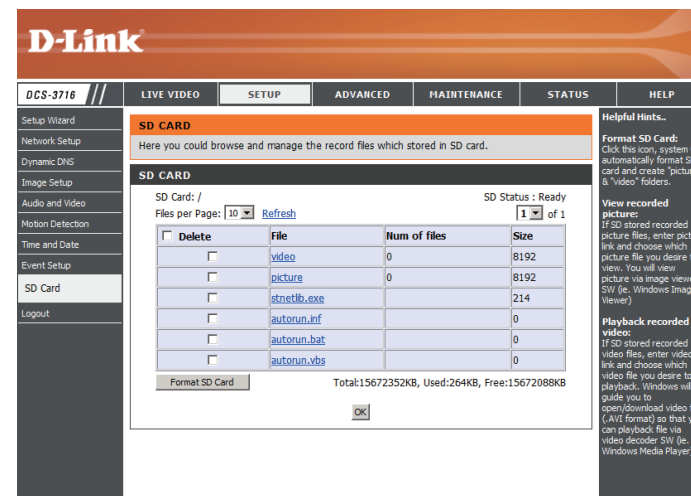 D-Link
DCS-3716
LIVE VIDEO
SETUP
ADVANCED
MAINTENANCE
STATUS
HELP
Setup Wizard
Network Setup
Dynamic DNS
Image Setup
Audio and Video
Motion Detection
Time and Date
Event Setup
SD Card
Logout
SD CARD
Here you could browse and manage the record files which stored in SD card.
SD CARD
SD Card: / SD Status : Ready
Files per Page: 10 Refresh 1 of 1
Delete File Num of files Size
video 0 8192
picture 0 8192
stnetlib.exe 214
autorun.inf 0
autorun.bat 0
autorun.vbs 0
Format SD Card Total:15672352KB, Used:264KB, Free:15672088KB
OK
Helpful Hints..
Format SD Card:
Click this icon, system
automatically format
card and create
& "video" folders.
View recorded
picture:
If SD stored recorded
picture files, enter
link and choose which
picture file you desire
view. You will view
picture via image
SW (ie. Windows
Viewer)
Playback recorded
video:
If SD stored recorded
video files, enter
link and choose which
video file you desire to
playback. Windows
guide you to
open/download video
(.AVI format) so that
can playback file via
video decoder SW (ie.
Windows Media Player